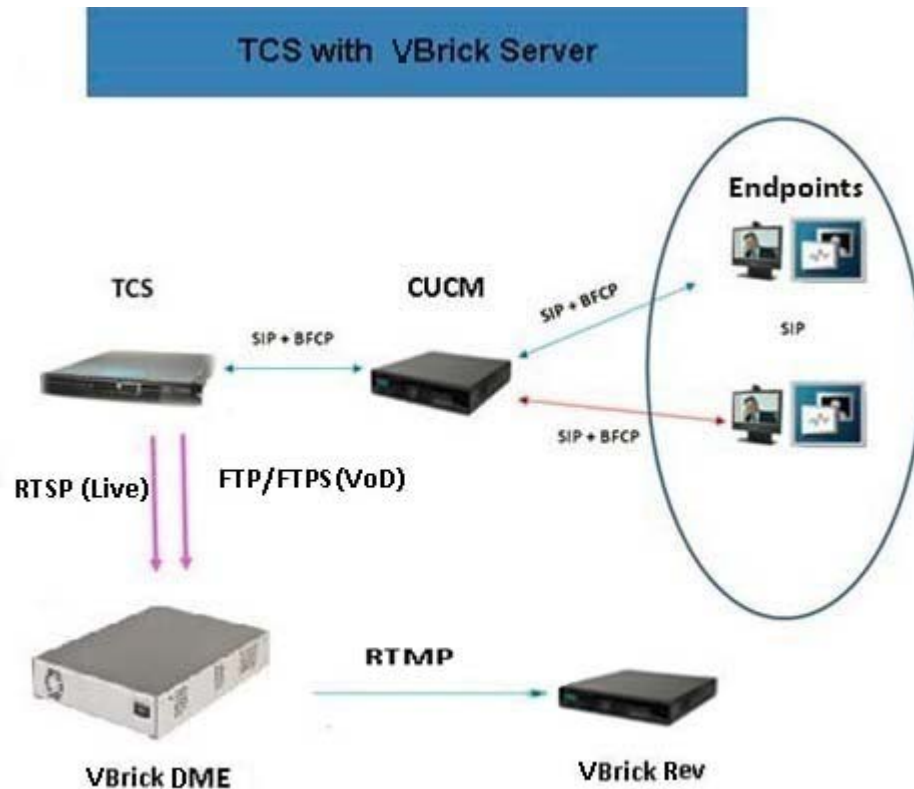 TCS with VBrick Server
Endpoints
TCS
CUCM
SIP + BFCP
SIP + BFCP
SIP
SIP + BFCP
RTSP (Live)
FTP/FTPS(VoD)
RTMP
VBrick DME
VBrick Rev